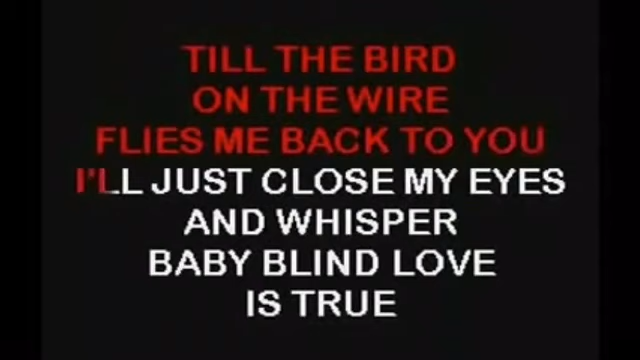 TILL THE BIRD
ON THE WIRE
FLIES ME BACK TO YOU
I'LL JUST CLOSE MY EYES
AND WHISPER
BABY BLIND LOVE
IS TRUE